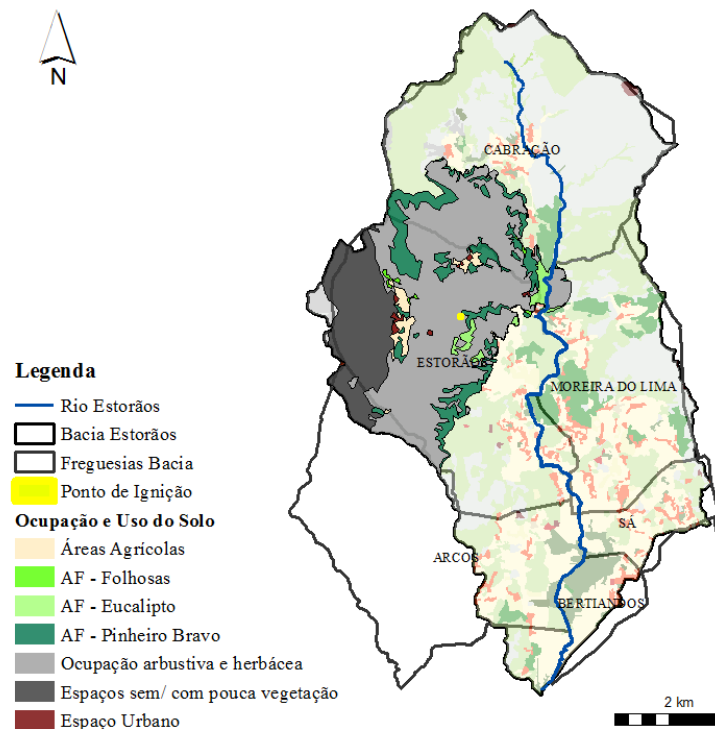 N
CABRAÇÃO
ESTORÃOS
MOREIRA DO LIMA
SÁ
ARCOS
BERTIANDOS
Legenda
Rio Estorãos
Bacia Estorãos
Freguesias Bacia
Ponto de Ignição
Ocupação e Uso do Solo
Áreas Agrícolas
AF - Folhosas
AF - Eucalipto
AF - Pinheiro Bravo
Ocupação arbustiva e herbácea
Espaços sem/ com pouca vegetação
Espaço Urbano
2 km